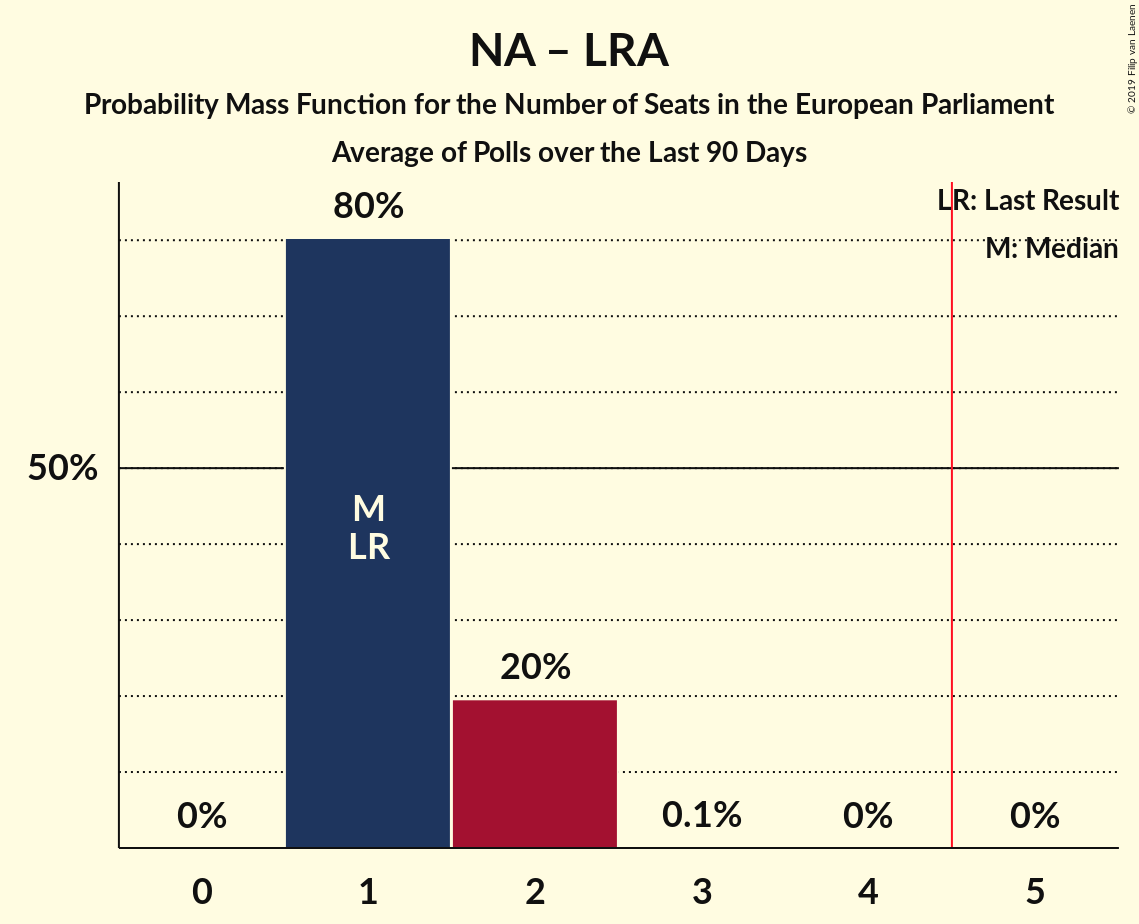 NA – LRA
Probability Mass Function for the Number of Seats in the European Parliament
Average of Polls over the Last 90 Days
© 2019 Filip van Laenen
LR: Last Result
M: Median
80%
50%
M
LR
20%
0%
0.1%
0%
0%
0
1
2
3
4
5